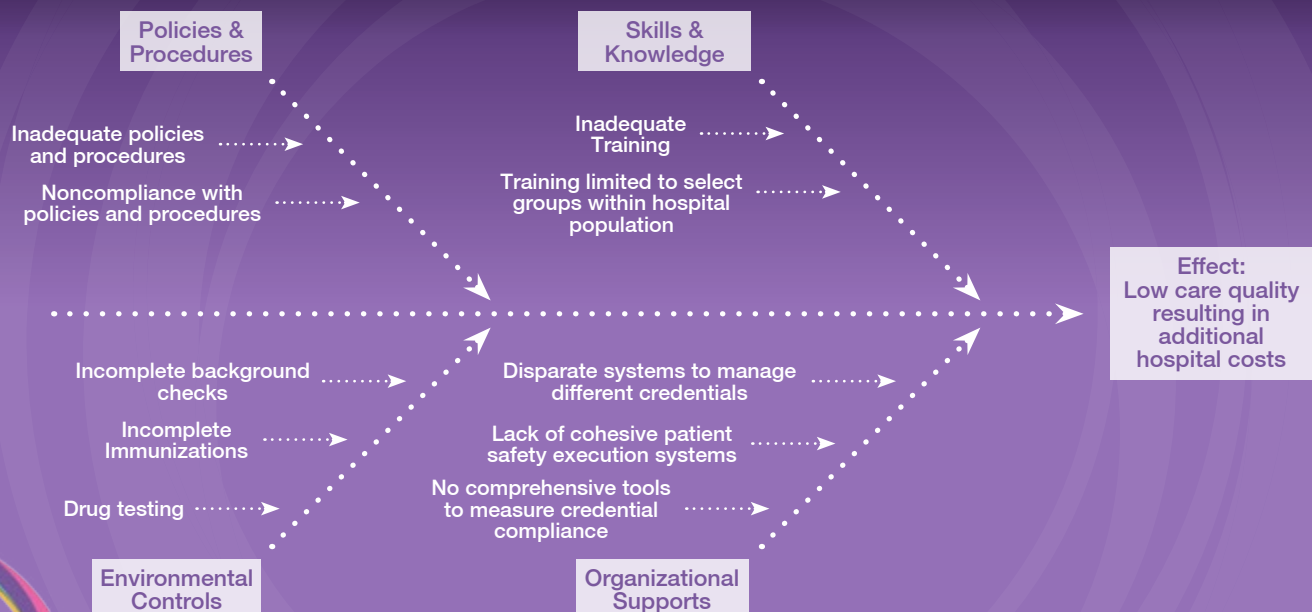 Policies &
Procedures
Skills &
Knowledge
Inadequate policies
and procedures
Noncompliance with
policies and procedures
Inadequate
Training
Training limited to select
groups within hospital
population
Effect:
Low care quality
resulting in
additional
hospital costs
Incomplete background
checks
Incomplete
Immunizations
Drug testing
Disparate systems to manage
different credentials
Lack of cohesive patient
safety execution systems
No comprehensive tools
to measure credential
compliance
Environmental
Controls
Organizational
Supports